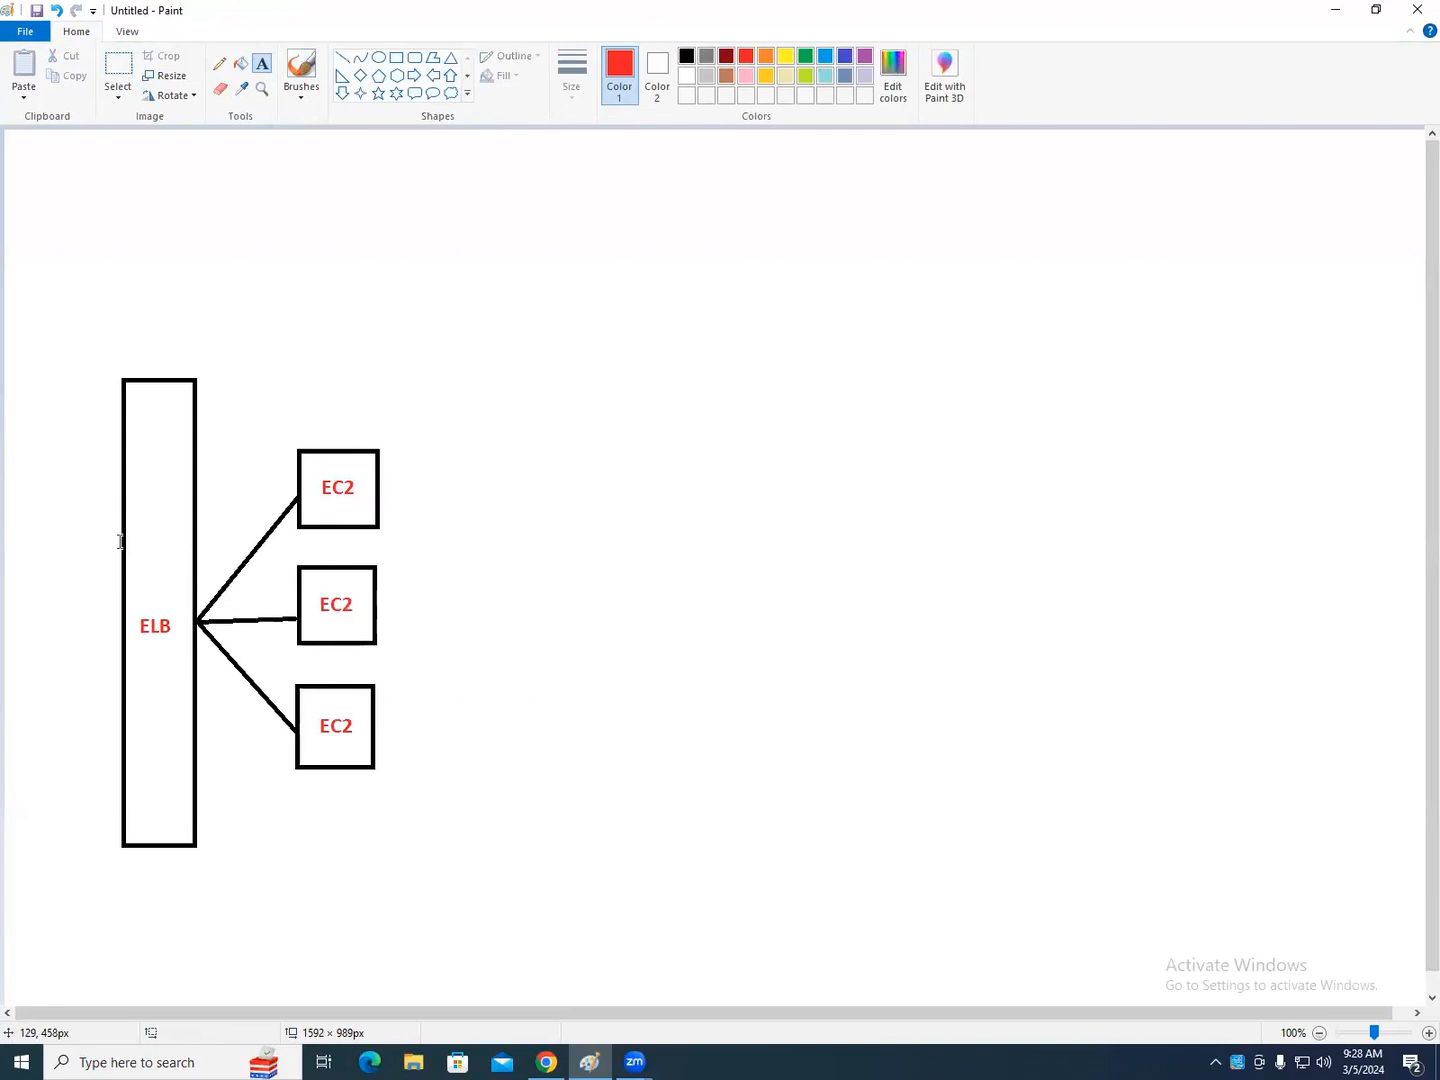 Untitled - Paint
File
Home
View
Paste
Cut
Copy
Clipboard
Select
Crop
Resize
Rotate
Image
A
Tools
Brushes
Shapes
Outline
Fill
Size
Color
1
Color
2
Edit
colors
Colors
Edit with
Paint 3D
EC2
EC2
ELB
EC2
Activate Windows
Go to Settings to activate Windows.
129, 458px
1592 × 989px
100%
Type here to search
zm
9:28 AM
3/5/2024
2